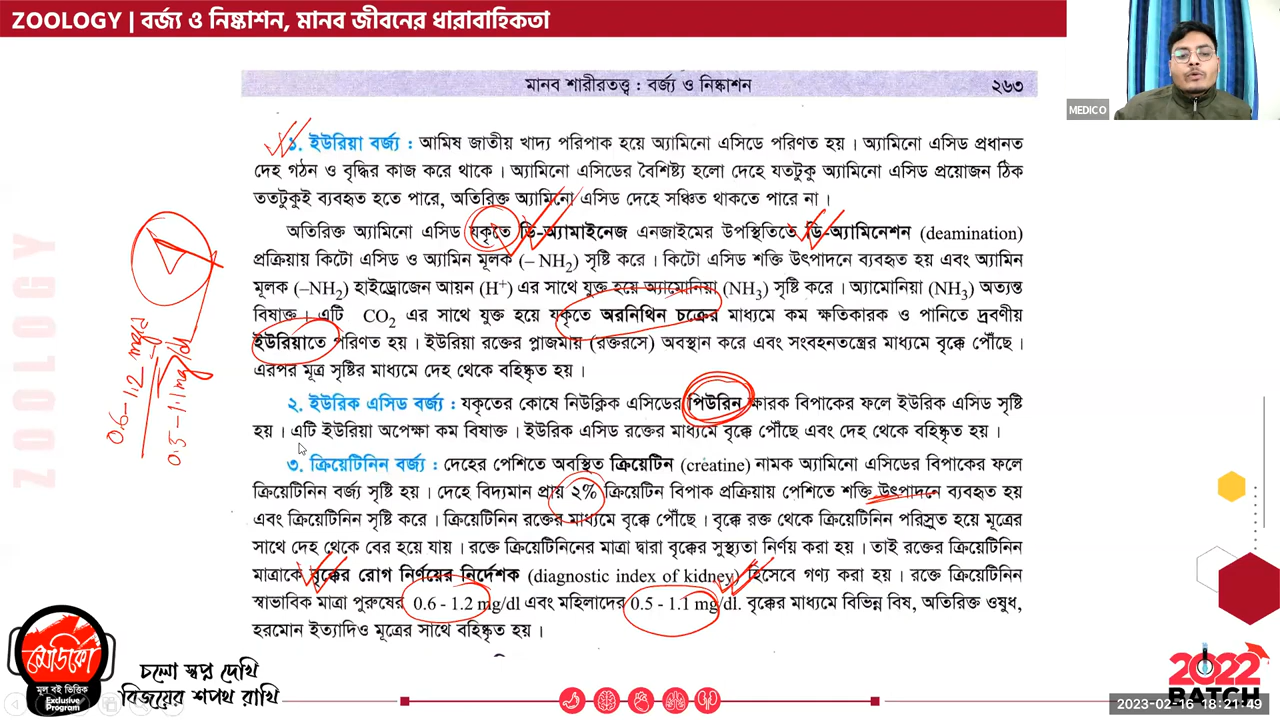 ZOOLOGY | বর্জ্য ও নিষ্কাশন, মানব জীবনের ধারাবাহিকতা
MEDICO
মানব শারীরতত্ত্ব : বর্জ্য ও নিষ্কাশন ২৬৩
১. ইউরিয়া বর্জ্য : আমিষ জাতীয় খাদ্য পরিপাক হয়ে অ্যামিনো এসিডে পরিণত হয়। অ্যামিনো এসিড প্রধানত
দেহ গঠন ও বৃদ্ধির কাজ করে থাকে। অ্যামিনো এসিডের বৈশিষ্ট্য হলো দেহে যতটুকু অ্যামিনো এসিড প্রয়োজন ঠিক
ততটুকুই ব্যবহৃত হতে পারে, অতিরিক্ত অ্যামিনো এসিড দেহে সঞ্চিত থাকতে পারে না।
অতিরিক্ত অ্যামিনো এসিড যকৃতে ডি-অ্যামাইনেজ এনজাইমের উপস্থিতিতে ডি-অ্যামিনেশন (deamination)
প্রক্রিয়ায় কিটো এসিড ও অ্যামিন মূলক (– NH₂) সৃষ্টি করে। কিটো এসিড শক্তি উৎপাদনে ব্যবহৃত হয় এবং অ্যামিন
মূলক (–NH₂) হাইড্রোজেন আয়ন (H⁺) এর সাথে যুক্ত হয়ে অ্যামোনিয়া (NH₃) সৃষ্টি করে। অ্যামোনিয়া (NH₃) অত্যন্ত
বিষাক্ত। এটি CO₂ এর সাথে যুক্ত হয়ে যকৃতে অরনিথিন চক্রের মাধ্যমে কম ক্ষতিকারক ও পানিতে দ্রবণীয়
ইউরিয়াতে পরিণত হয়। ইউরিয়া রক্তের প্লাজমায় (রক্তরসে) অবস্থান করে এবং সংবহনতন্ত্রের মাধ্যমে বৃক্কে পৌঁছে।
এরপর মূত্র সৃষ্টির মাধ্যমে দেহ থেকে বহিষ্কৃত হয়।
২. ইউরিক এসিড বর্জ্য : যকৃতের কোষে নিউক্লিক এসিডের পিউরিন ক্ষারক বিপাকের ফলে ইউরিক এসিড সৃষ্টি
হয়। এটি ইউরিয়া অপেক্ষা কম বিষাক্ত। ইউরিক এসিড রক্তের মাধ্যমে বৃক্কে পৌঁছে এবং দেহ থেকে বহিষ্কৃত হয়।
৩. ক্রিয়েটিনিন বর্জ্য : দেহের পেশিতে অবস্থিত ক্রিয়েটিন (creatine) নামক অ্যামিনো এসিডের বিপাকের ফলে
ক্রিয়েটিনিন বর্জ্য সৃষ্টি হয়। দেহে বিদ্যমান প্রায় ২% ক্রিয়েটিন বিপাক প্রক্রিয়ায় পেশিতে শক্তি উৎপাদনে ব্যবহৃত হয়
এবং ক্রিয়েটিনিন সৃষ্টি করে। ক্রিয়েটিনিন রক্তের মাধ্যমে বৃক্কে পৌঁছে। বৃক্কে রক্ত থেকে ক্রিয়েটিনিন পরিস্রুত হয়ে মূত্রের
সাথে দেহ থেকে বের হয়ে যায়। রক্তে ক্রিয়েটিনিনের মাত্রা দ্বারা বৃক্কের সুস্থ্যতা নির্ণয় করা হয়। তাই রক্তের ক্রিয়েটিনিন
মাত্রাকে বৃক্কের রোগ নির্ণয়ের নির্দেশক (diagnostic index of kidney) হিসেবে গণ্য করা হয়। রক্তে ক্রিয়েটিনিন
স্বাভাবিক মাত্রা পুরুষের 0.6 - 1.2 mg/dl এবং মহিলাদের 0.5 - 1.1 mg/dl. বৃক্কের মাধ্যমে বিভিন্ন বিষ, অতিরিক্ত ওষুধ,
হরমোন ইত্যাদিও মূত্রের সাথে বহিষ্কৃত হয়।
0.6 - 1.2
0.5 - 1.1 mg/dl
ZOOLOGY
মেডিকো
মূল বই ভিত্তিক
Exclusive
Program
চলো স্বপ্ন দেখি
বিজয়ের শপথ রাখি
2022
BATCH
2023-02-16 18:21:49